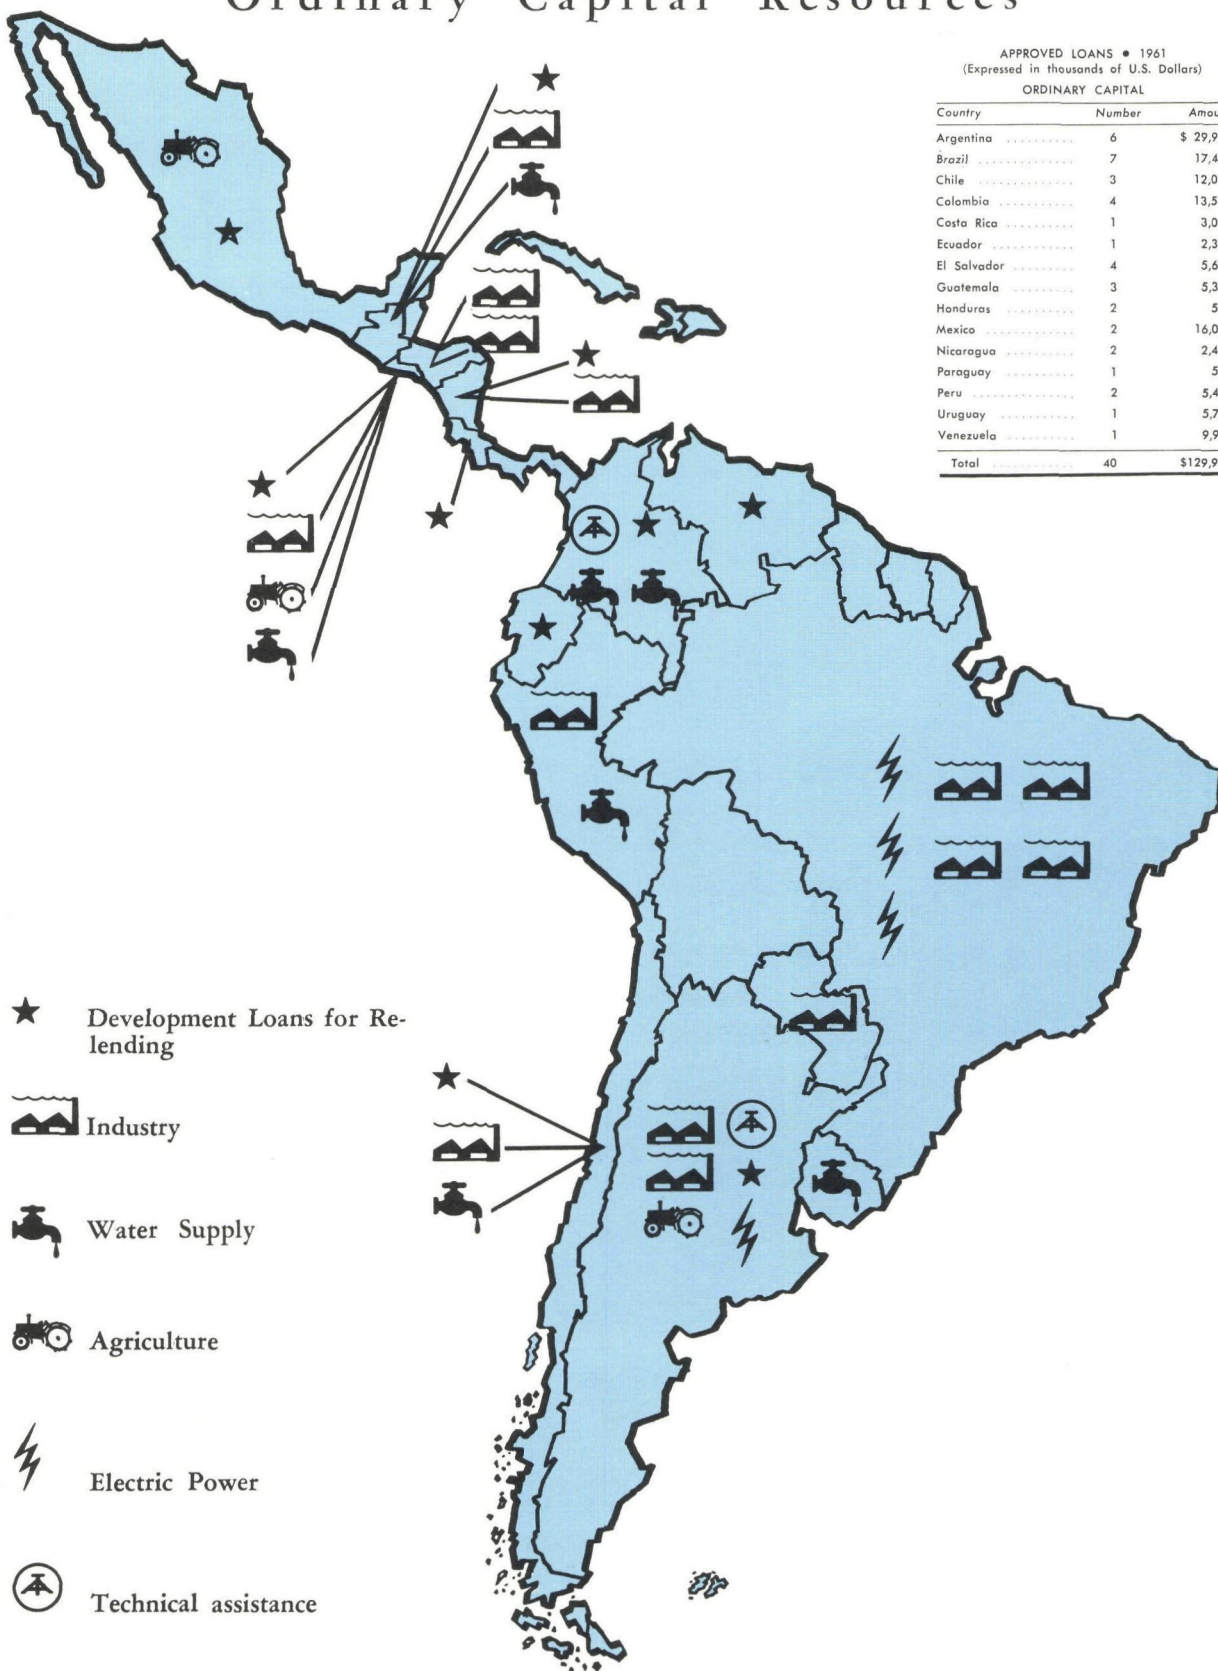 Ordinary Capital Resources
APPROVED LOANS • 1961
(Expressed in thousands of U.S. Dollars)
ORDINARY CAPITAL
Country Number Amou
Argentina .......... 6 $ 29,9
Brazil .............. 7 17,4
Chile .............. 3 12,0
Colombia .......... 4 13,5
Costa Rica .......... 1 3,0
Ecuador .......... 1 2,3
El Salvador ........ 4 5,6
Guatemala ........ 3 5,3
Honduras .......... 2 5
Mexico ............ 2 16,0
Nicaragua .......... 2 2,4
Paraguay .......... 1 5
Peru .............. 2 5,4
Uruguay .......... 1 5,7
Venezuela .......... 1 9,9
Total ............ 40 $129,9
Development Loans for Re-
lending
Industry
Water Supply
Agriculture
Electric Power
Technical assistance